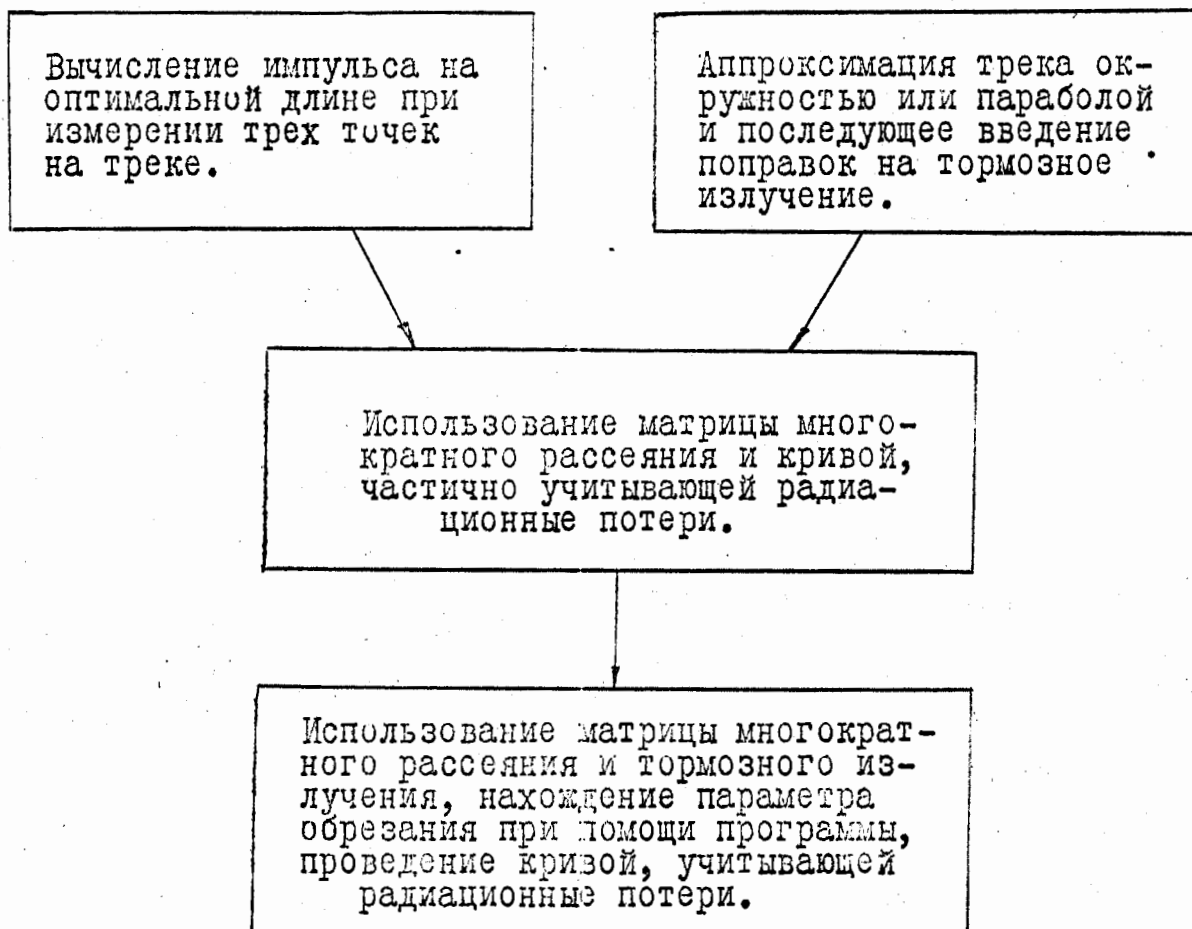 Вычисление импульса на
оптимальной длине при
измерении трех точек
на треке.
Аппроксимация трека ок-
ружностью или параболой
и последующее введение
поправок на тормозное
излучение.
Использование матрицы много-
кратного рассеяния и кривой,
частично учитывающей радиа-
ционные потери.
Использование матрицы многократ-
ного рассеяния и тормозного из-
лучения, нахождение параметра
обрезания при помощи программы,
проведение кривой, учитывающей
радиационные потери.